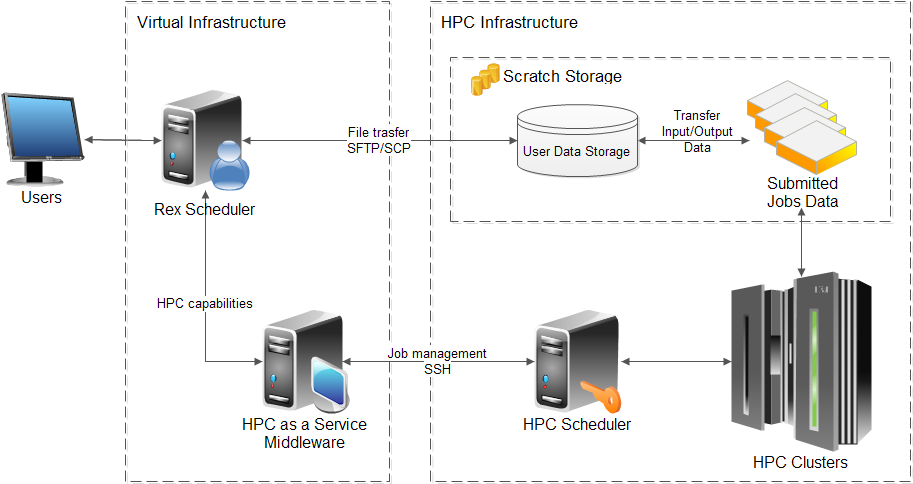 Virtual Infrastructure
HPC Infrastructure
Scratch Storage
File trasfer
SFTP/SCP
User Data Storage
Transfer
Input/Output
Data
Submitted
Jobs Data
Users
Rex Scheduler
HPC capabilities
HPC as a Service
Middleware
Job management
SSH
HPC Scheduler
HPC Clusters